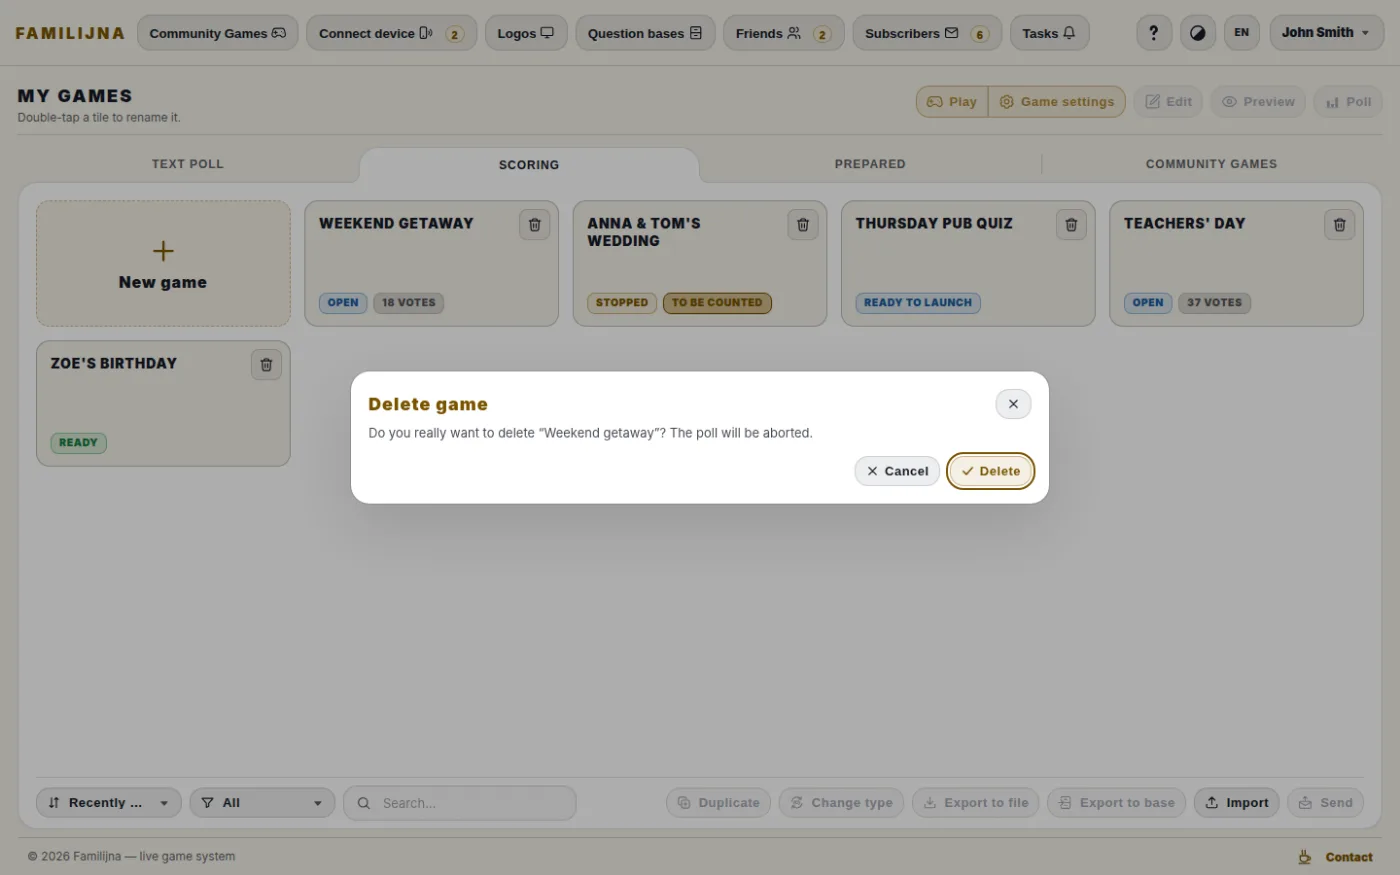 FAMILIJNA
Community Games
Connect device 2
Logos
Question bases
Friends 2
Subscribers 6
Tasks
?
EN
John Smith
MY GAMES
Double-tap a tile to rename it.
Play
Game settings
Edit
Preview
Poll
TEXT POLL
SCORING
PREPARED
COMMUNITY GAMES
New game
WEEKEND GETAWAY
OPEN
18 VOTES
ANNA & TOM'S
WEDDING
STOPPED
TO BE COUNTED
THURSDAY PUB QUIZ
READY TO LAUNCH
TEACHERS' DAY
OPEN
37 VOTES
ZOE'S BIRTHDAY
READY
Delete game
Do you really want to delete “Weekend getaway”? The poll will be aborted.
Cancel
Delete
Recently ...
All
Search...
Duplicate
Change type
Export to file
Export to base
Import
Send
© 2026 Familijna — live game system
Contact